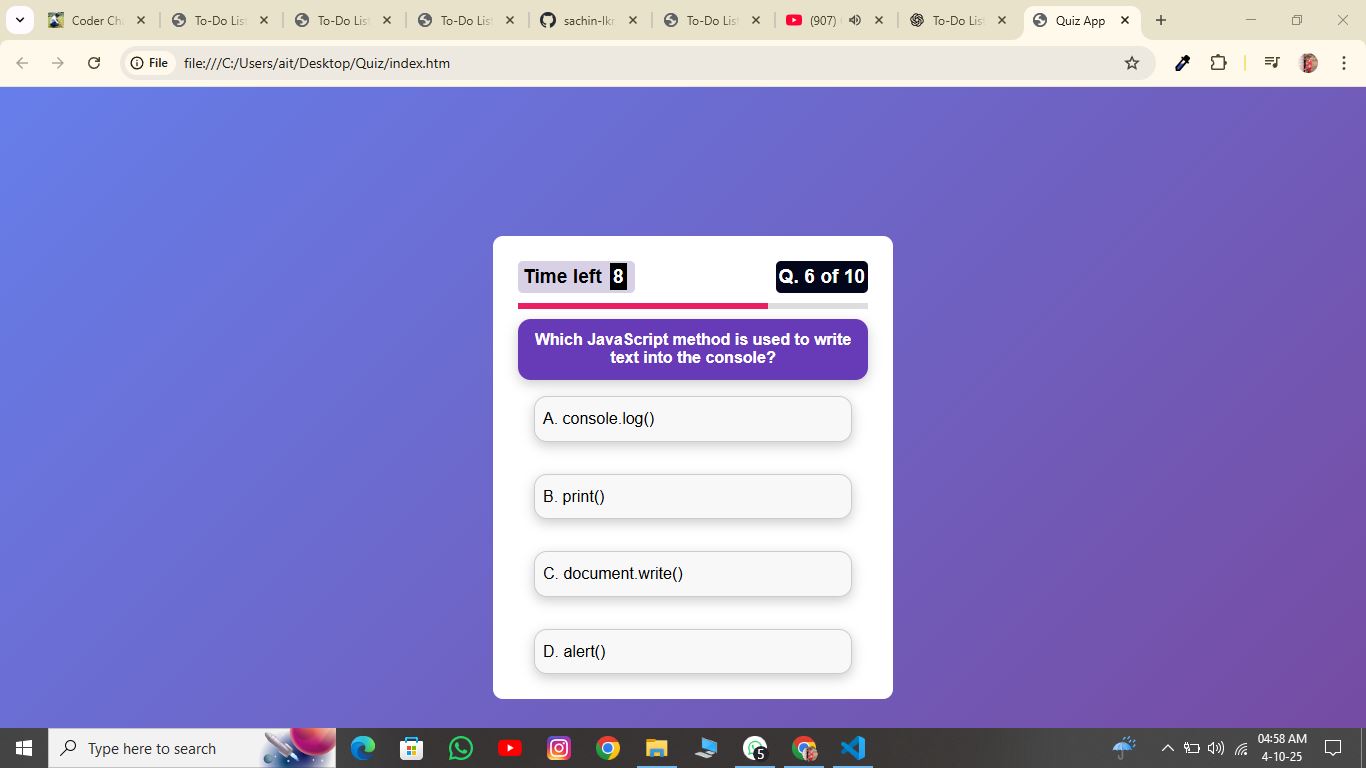 Coder Ch
To-Do List
To-Do List
To-Do List
sachin-lkr
To-Do List
(907)
To-Do List
Quiz App
File
file:///C:/Users/ait/Desktop/Quiz/index.htm
Time left 8
Q. 6 of 10
Which JavaScript method is used to write
text into the console?
A. console.log()
B. print()
C. document.write()
D. alert()
Type here to search
5
04:58 AM
4-10-25